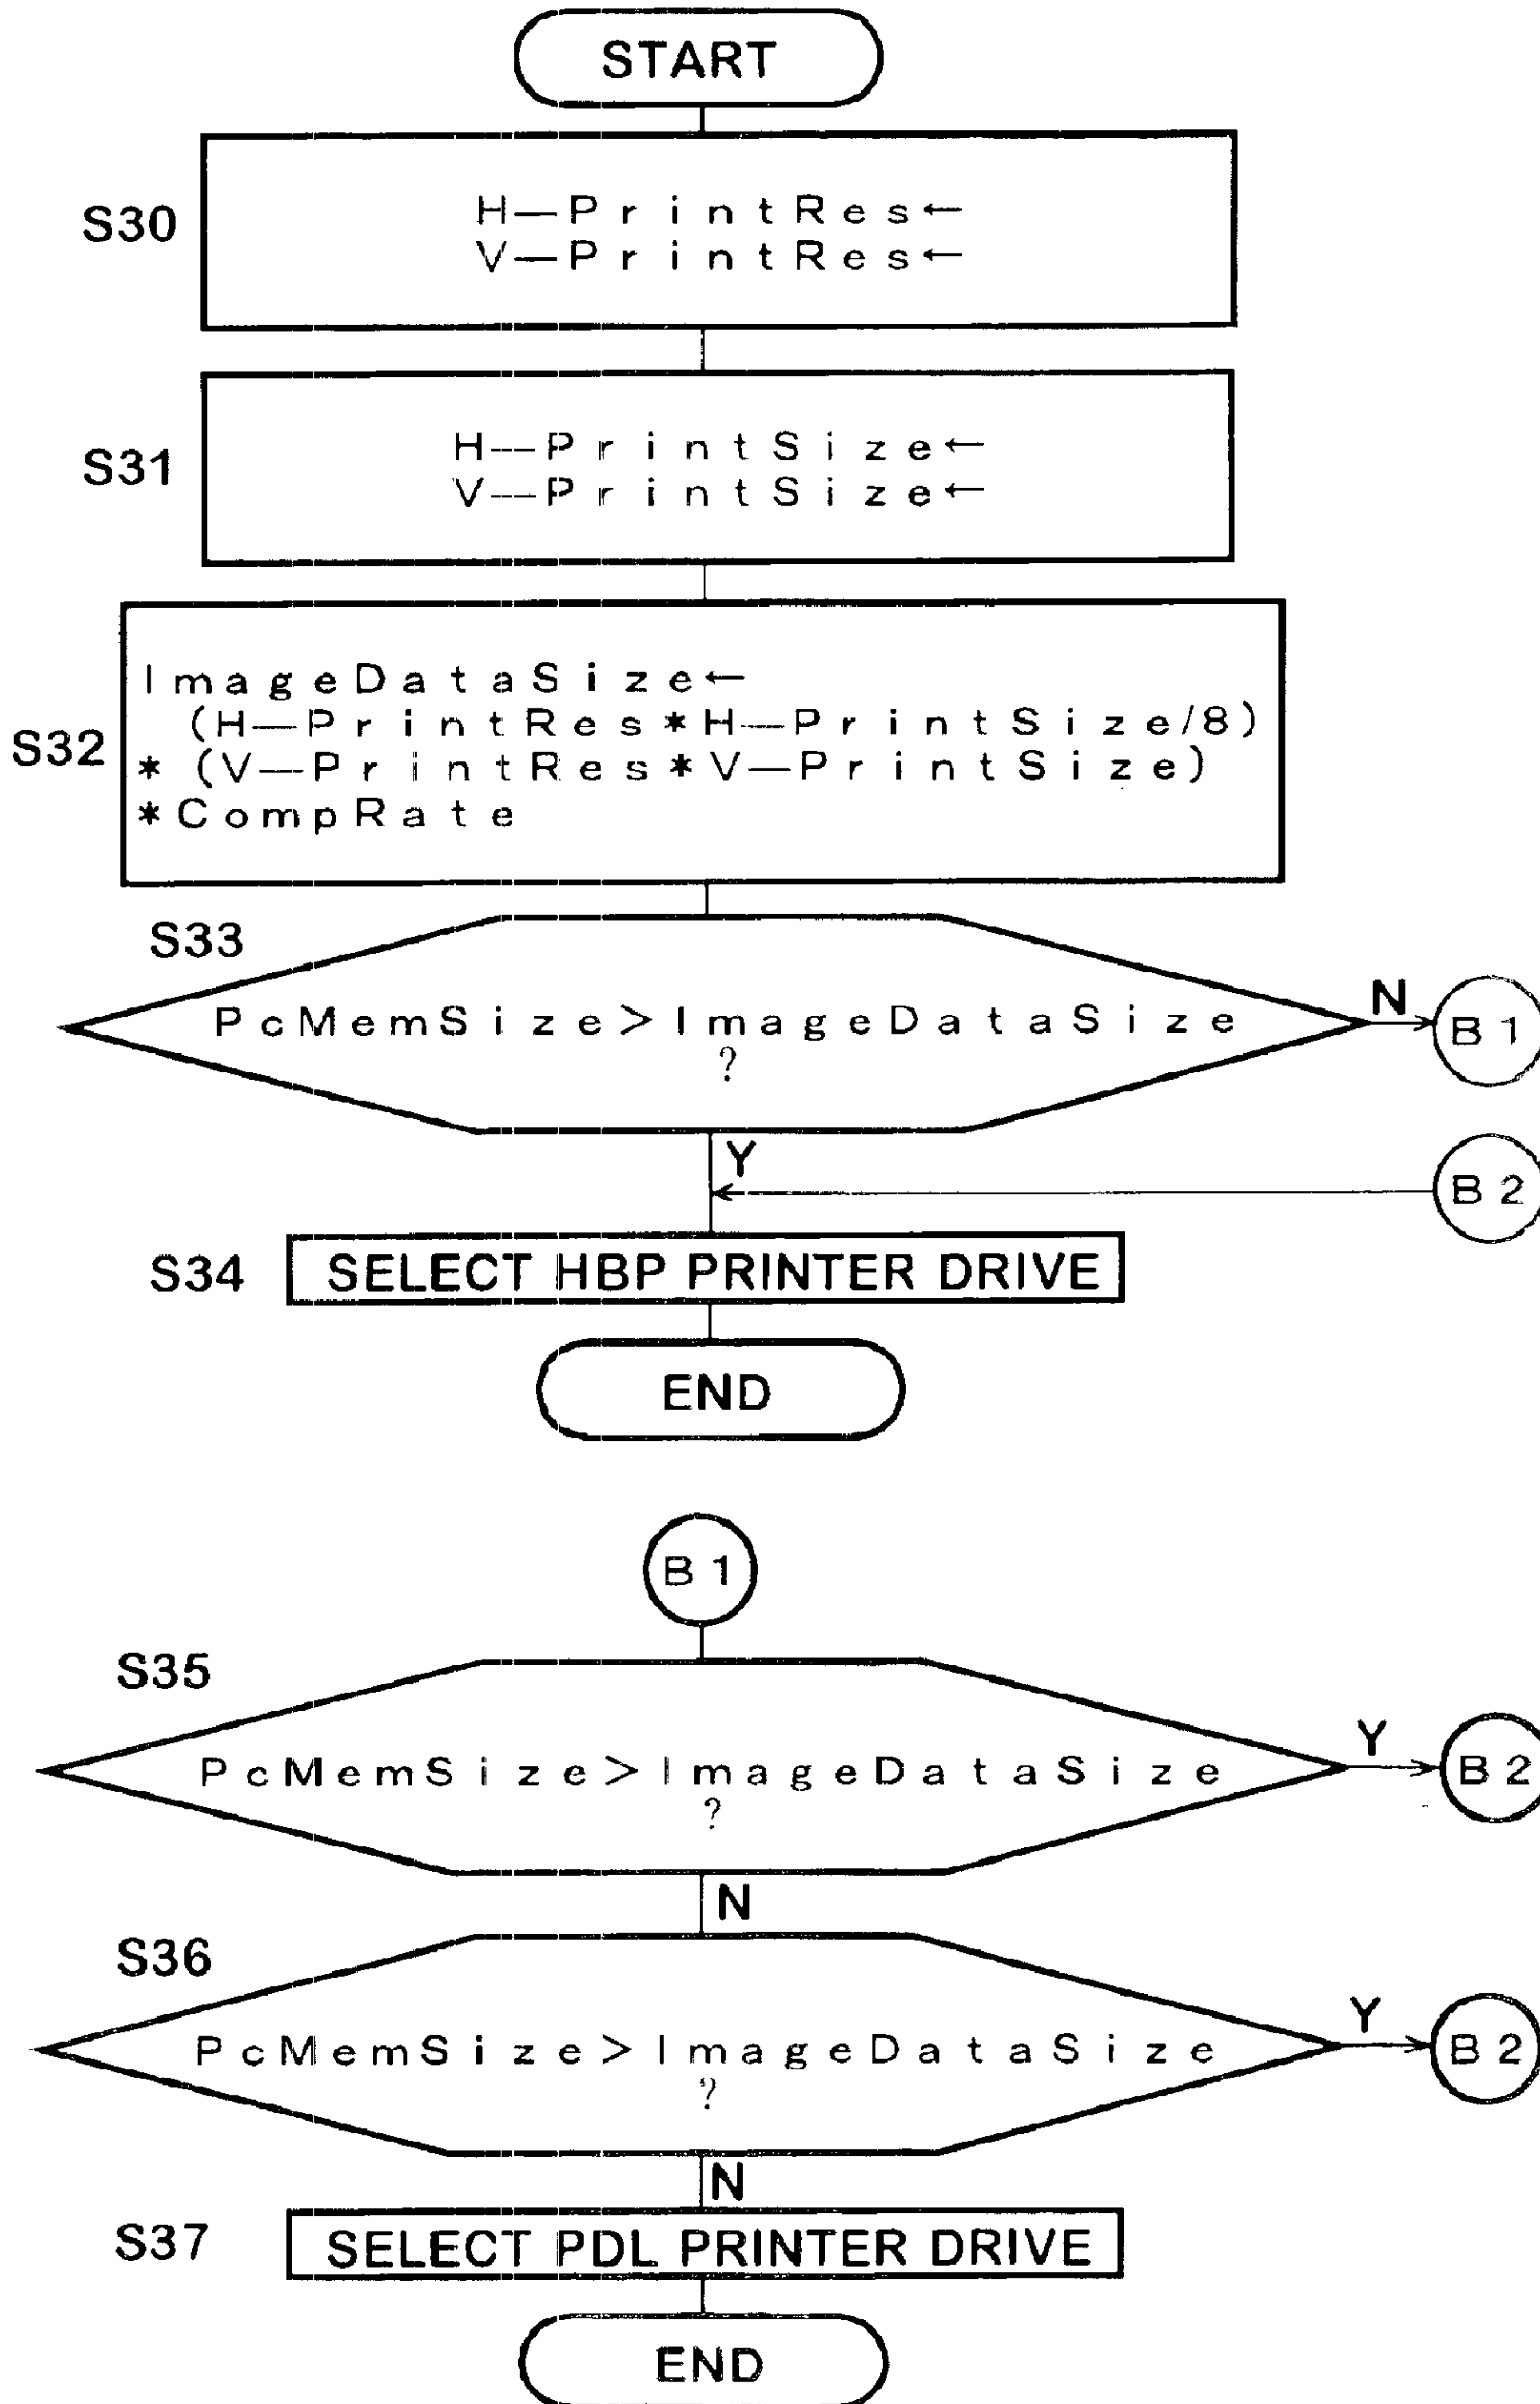 START
S30
H—PrintRes←
V—PrintRes←
S31
H—PrintSize←
V—PrintSize←
S32
ImageDataSize←
(H—PrintRes*H—PrintSize/8)
* (V—PrintRes*V—PrintSize)
*CompRate
S33
PcMemSize>ImageDataSize
?
N
B1
Y
B2
S34
SELECT HBP PRINTER DRIVE
END
B1
S35
PcMemSize>ImageDataSize
?
Y
B2
N
S36
PcMemSize>ImageDataSize
?
Y
B2
N
S37
SELECT PDL PRINTER DRIVE
END